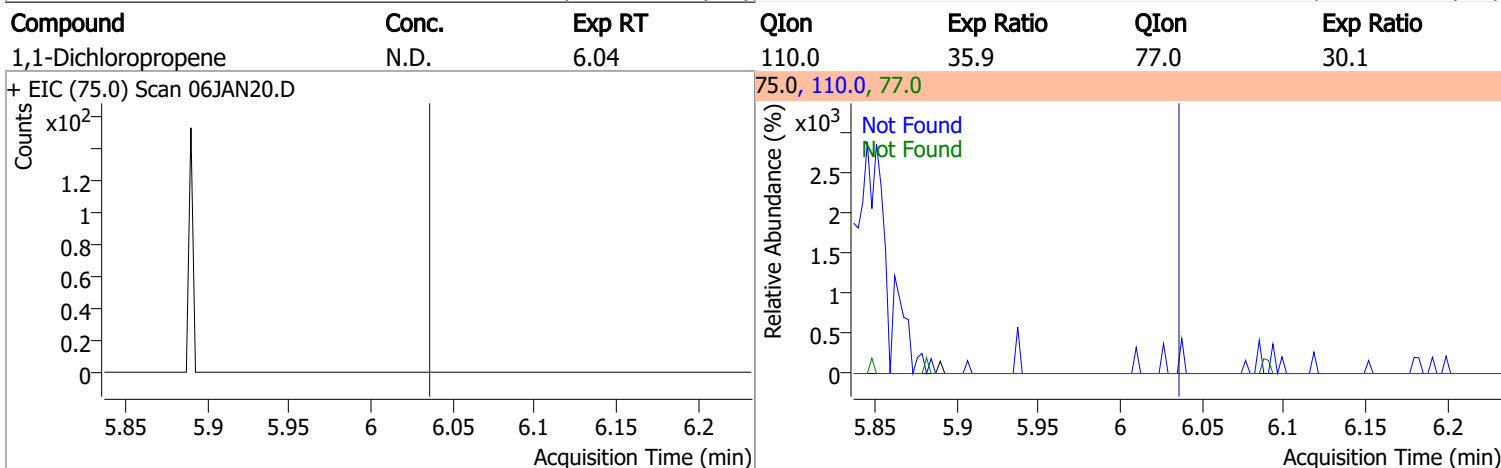 Compound Conc. Exp RT QIon Exp Ratio QIon Exp Ratio
1,1-Dichloropropene N.D. 6.04 110.0 35.9 77.0 30.1
+ EIC (75.0) Scan 06JAN20.D
75.0, 110.0, 77.0
Counts
x10²
1.2
1
0.8
0.6
0.4
0.2
0
5.85 5.9 5.95 6 6.05 6.1 6.15 6.2
Acquisition Time (min)
Relative Abundance (%)
x10³
Not Found
Not Found
2.5
2
1.5
1
0.5
0
5.85 5.9 5.95 6 6.05 6.1 6.15 6.2
Acquisition Time (min)